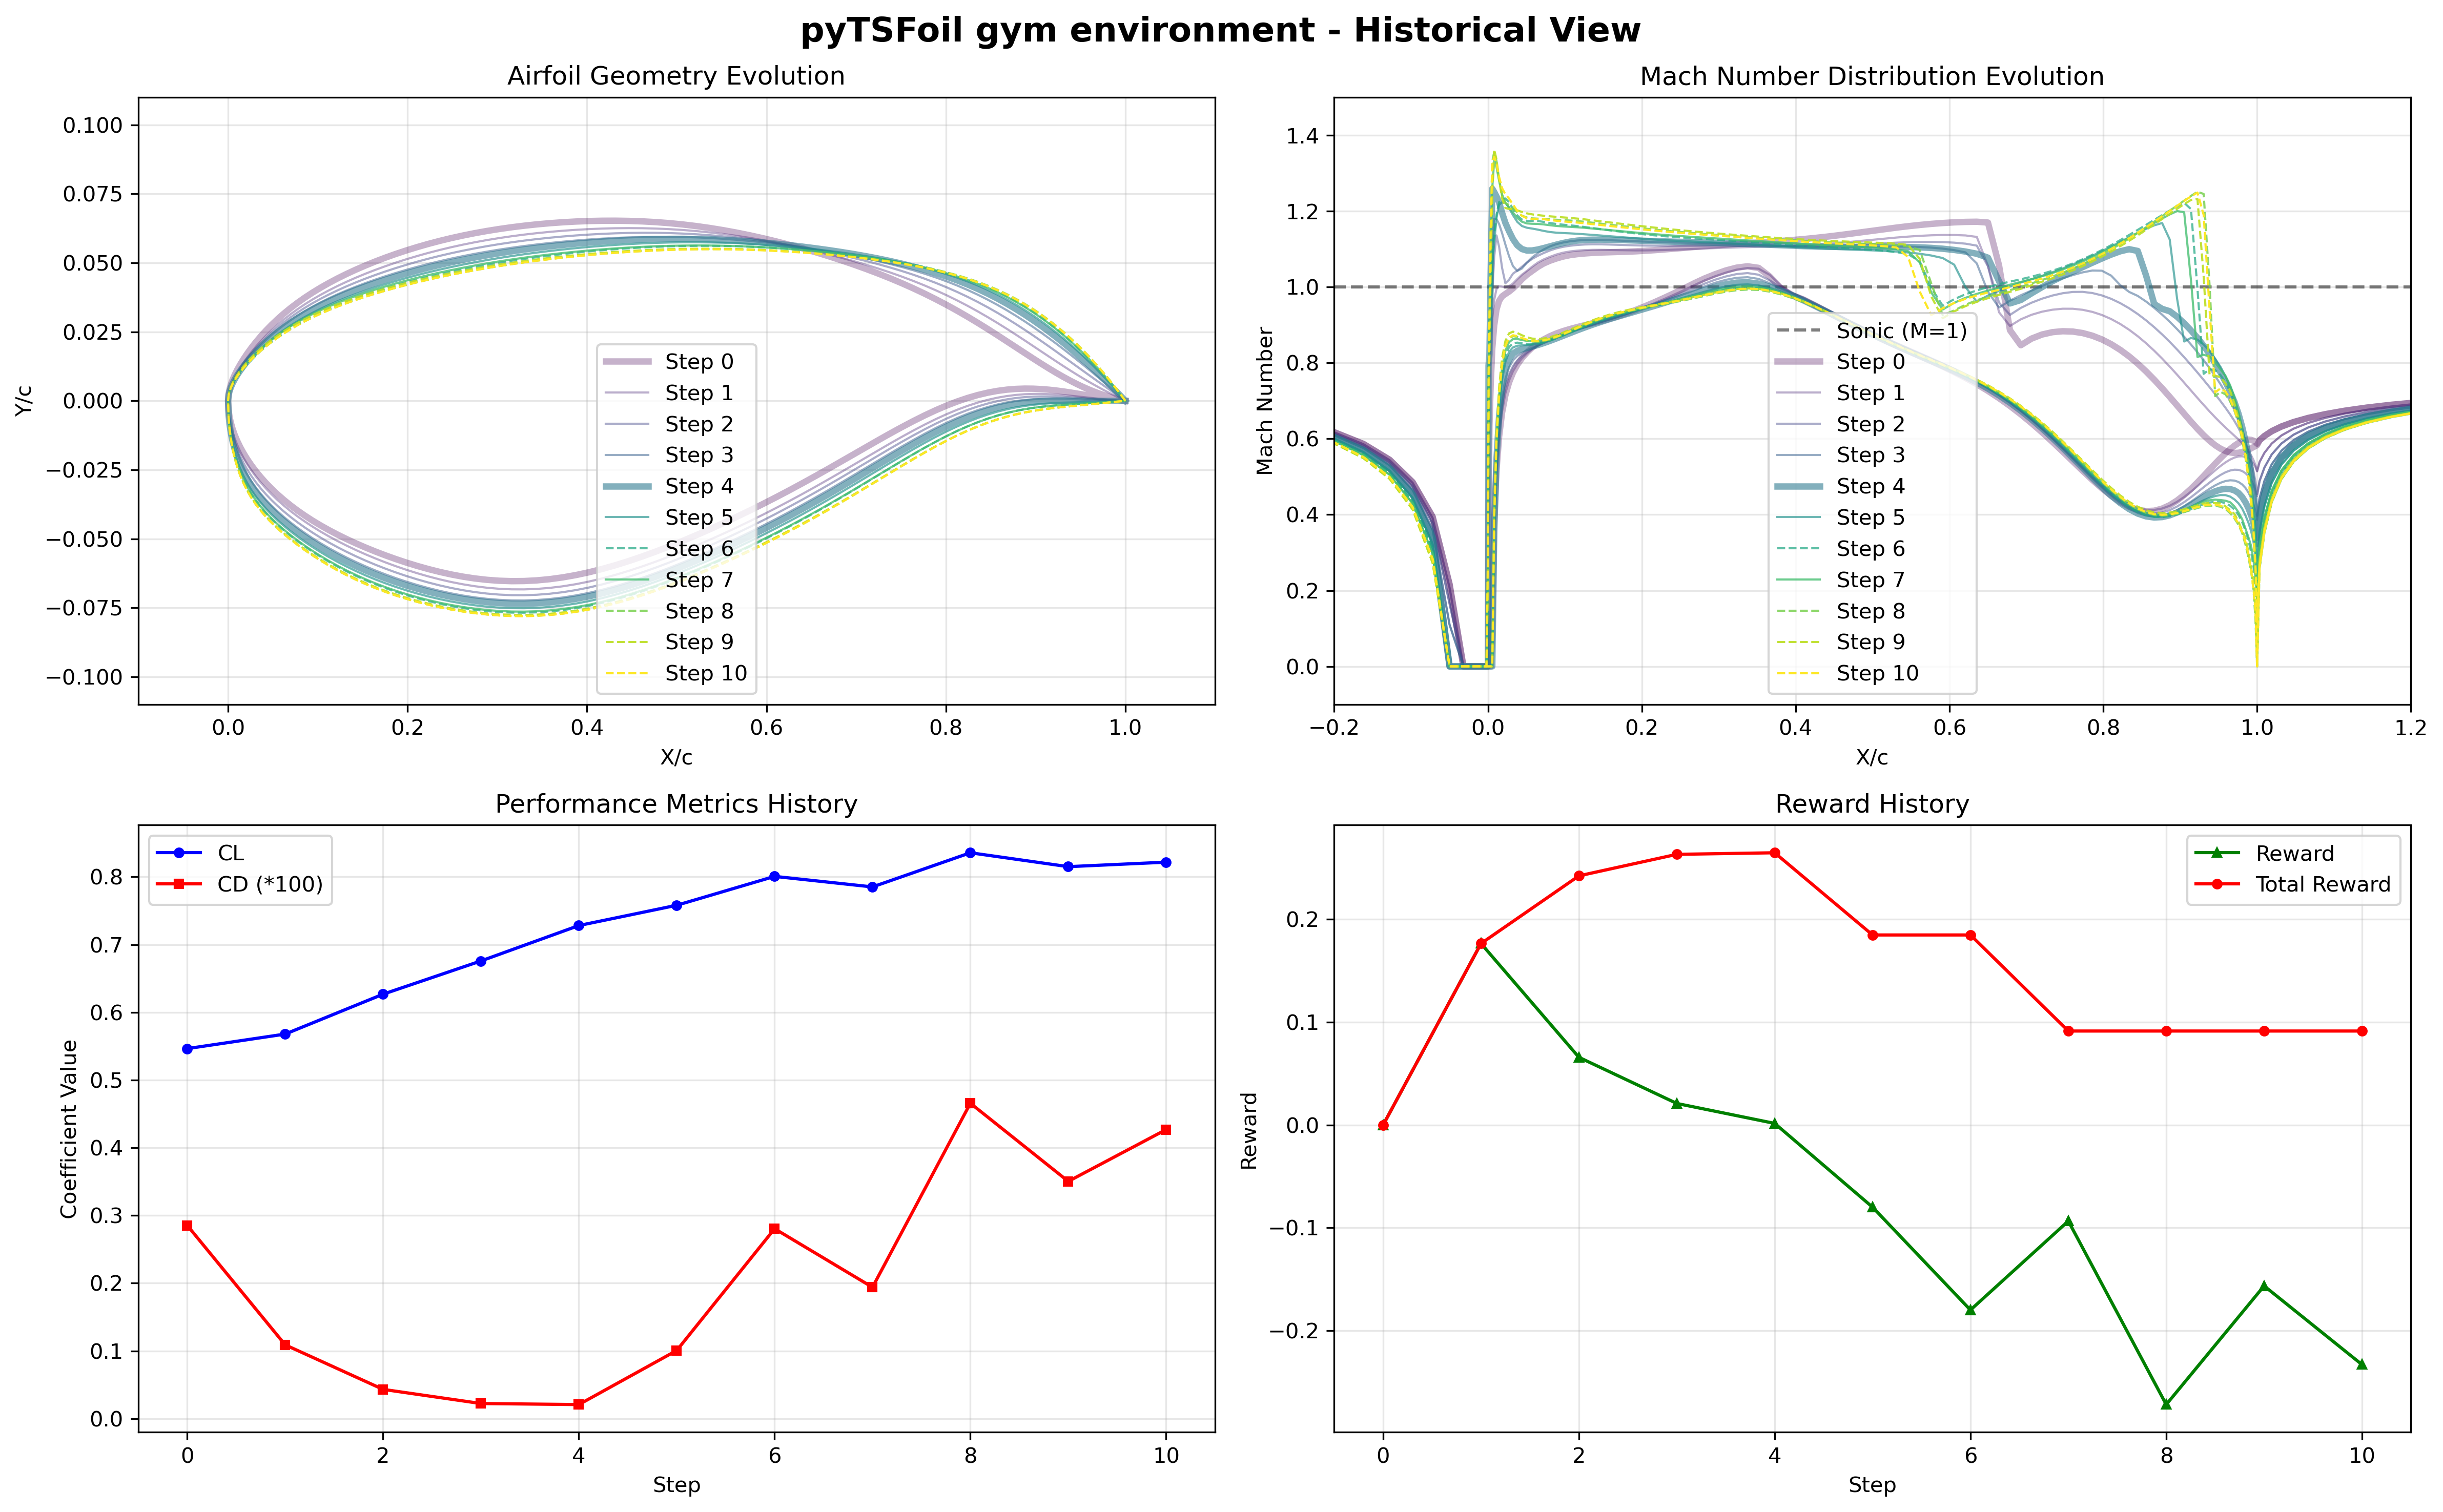 pyTSFoil gym environment - Historical View
Airfoil Geometry Evolution
0.100
0.075
0.050
0.025
0.000
−0.025
−0.050
−0.075
−0.100
Y/c
0.0 0.2 0.4 0.6 0.8 1.0
X/c
Step 0
Step 1
Step 2
Step 3
Step 4
Step 5
Step 6
Step 7
Step 8
Step 9
Step 10
Mach Number Distribution Evolution
1.4
1.2
1.0
0.8
0.6
0.4
0.2
0.0
Mach Number
−0.2 0.0 0.2 0.4 0.6 0.8 1.0 1.2
X/c
Sonic (M=1)
Step 0
Step 1
Step 2
Step 3
Step 4
Step 5
Step 6
Step 7
Step 8
Step 9
Step 10
Performance Metrics History
CL
CD (*100)
0.8
0.7
0.6
0.5
0.4
0.3
0.2
0.1
0.0
Coefficient Value
0 2 4 6 8 10
Step
Reward History
Reward
Total Reward
0.2
0.1
0.0
−0.1
−0.2
Reward
0 2 4 6 8 10
Step